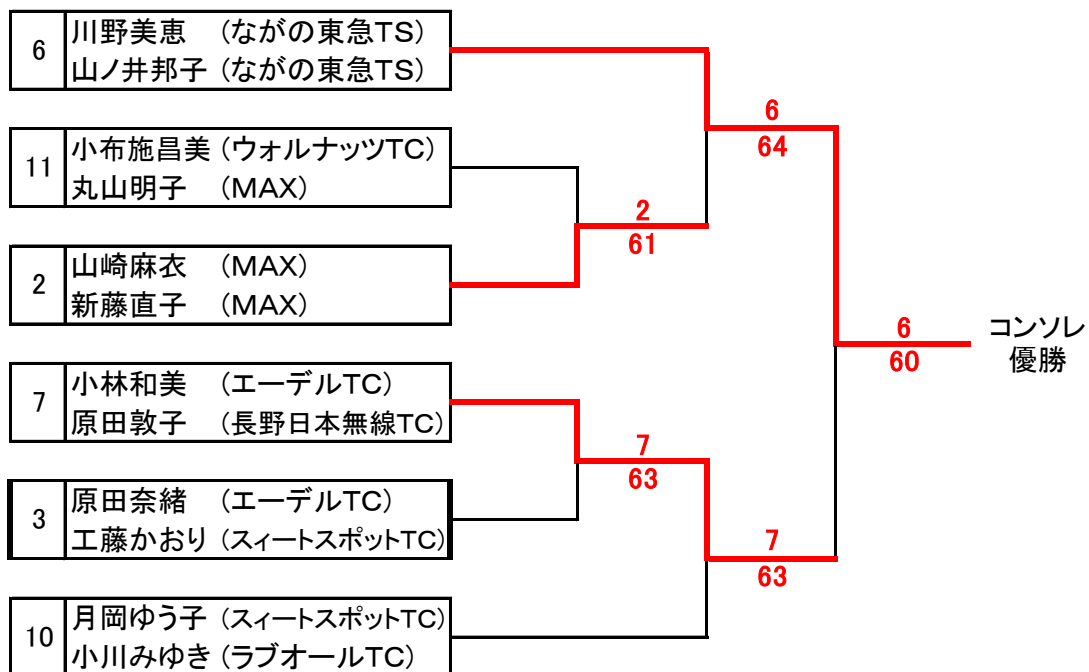 6
川野美恵 (ながの東急TS)
山ノ井邦子 (ながの東急TS)
11
小布施昌美 (ウォルナッツTC)
丸山明子 (MAX)
2
山崎麻衣 (MAX)
新藤直子 (MAX)
7
小林和美 (エーデルTC)
原田敦子 (長野日本無線TC)
3
原田奈緒 (エーデルTC)
工藤かおり (スィートスポットTC)
10
月岡ゆう子 (スィートスポットTC)
小川みゆき (ラブオールTC)
2
61
7
63
6
64
7
63
6
60
コンソレ
優勝